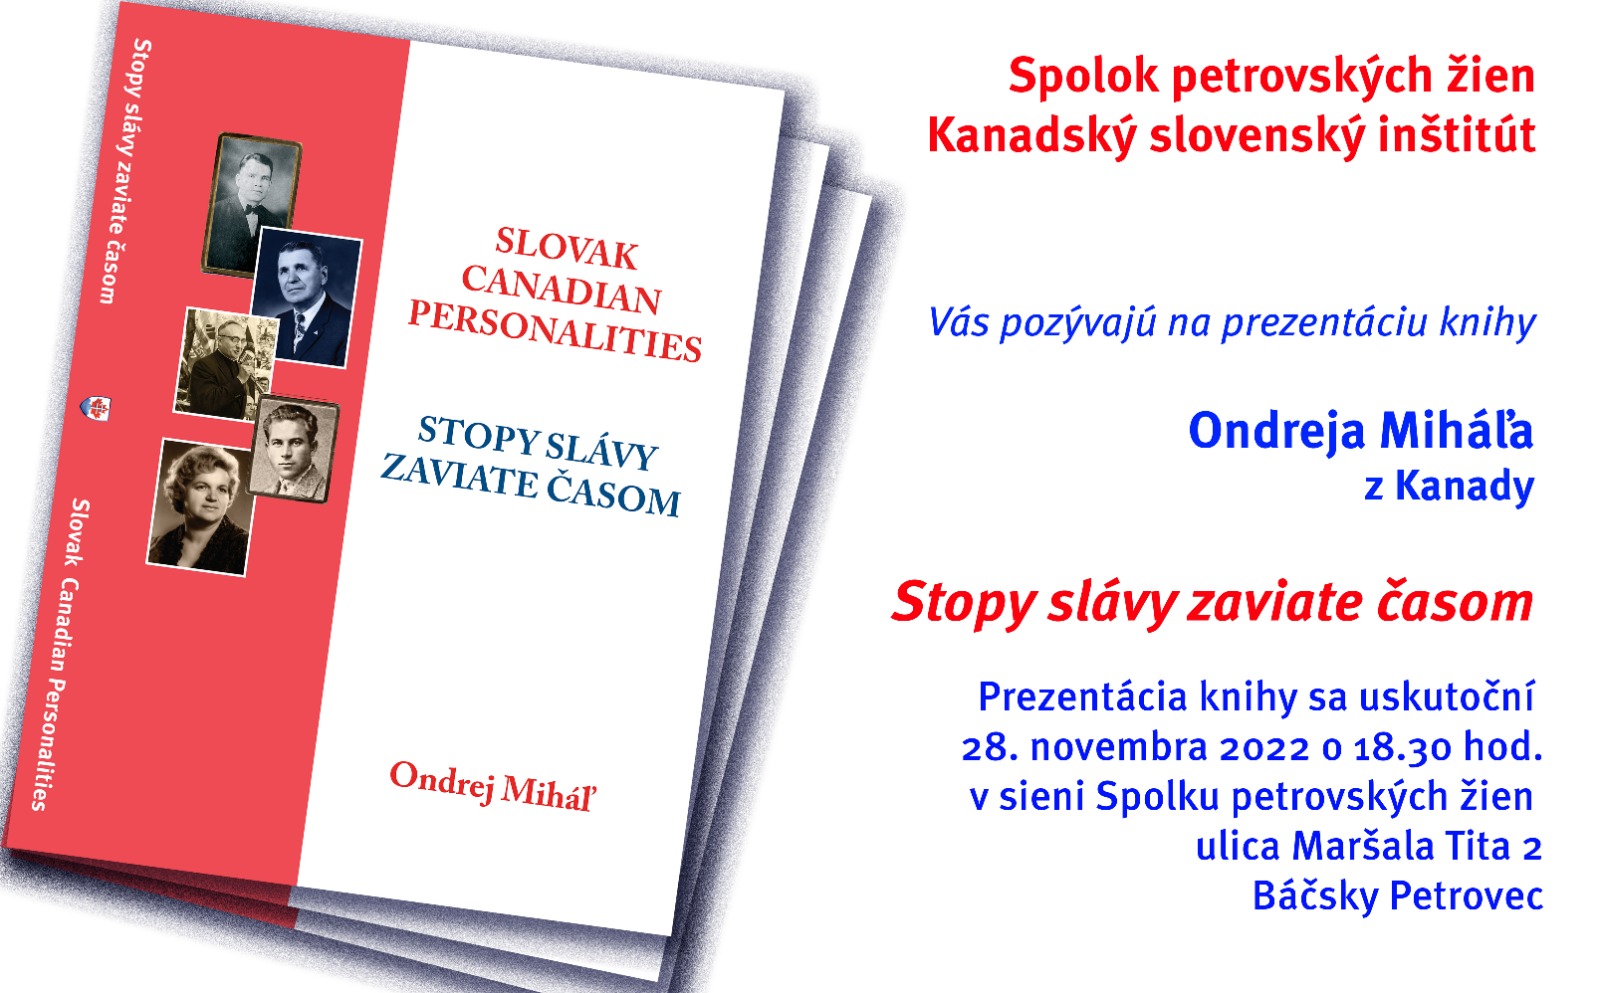 Stopy slávy zaviate časom
Slovak Canadian Personalities
SLOVAK
CANADIAN
PERSONALITIES
STOPY SLÁVY
ZAVIATE ČASOM
Ondrej Miháľ
Spolok petrovských žien
Kanadský slovenský inštitút
Vás pozývajú na prezentáciu knihy
Ondreja Miháľa
z Kanady
Stopy slávy zaviate časom
Prezentácia knihy sa uskutoční
28. novembra 2022 o 18.30 hod.
v sieni Spolku petrovských žien
ulica Maršala Tita 2
Báčsky Petrovec